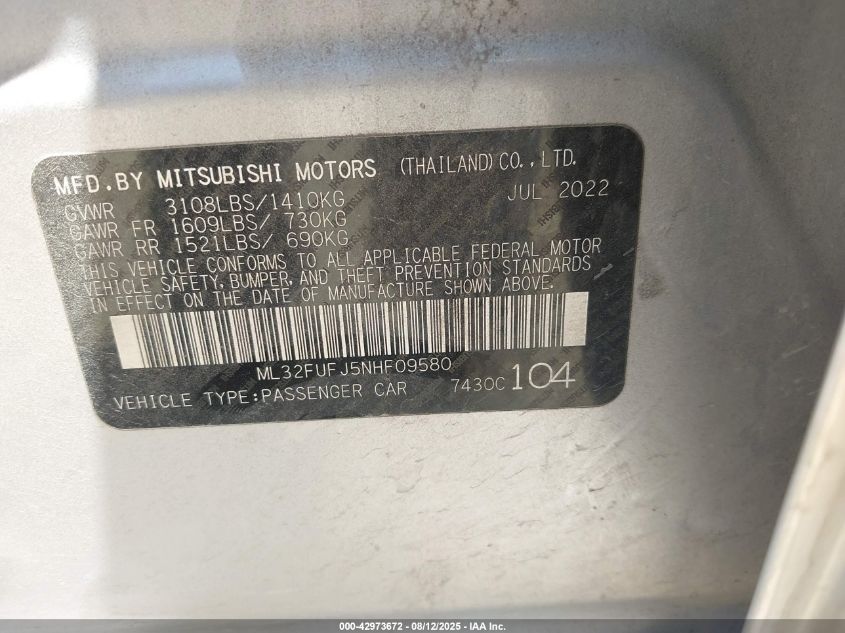 MFD.BY MITSUBISHI MOTORS (THAILAND)CO.,LTD.
GVWR 3108LBS/1410KG JUL 2022
GAWR FR 1609LBS/ 730KG
GAWR RR 1521LBS/ 690KG
THIS VEHICLE CONFORMS TO ALL APPLICABLE FEDERAL MOTOR
VEHICLE SAFETY, BUMPER, AND THEFT PREVENTION STANDARDS
IN EFFECT ON THE DATE OF MANUFACTURE SHOWN ABOVE.
ML32FUFJ5NHF09580
VEHICLE TYPE:PASSENGER CAR 7430C 104
000-42973672 - 08/12/2025 - IAA Inc.